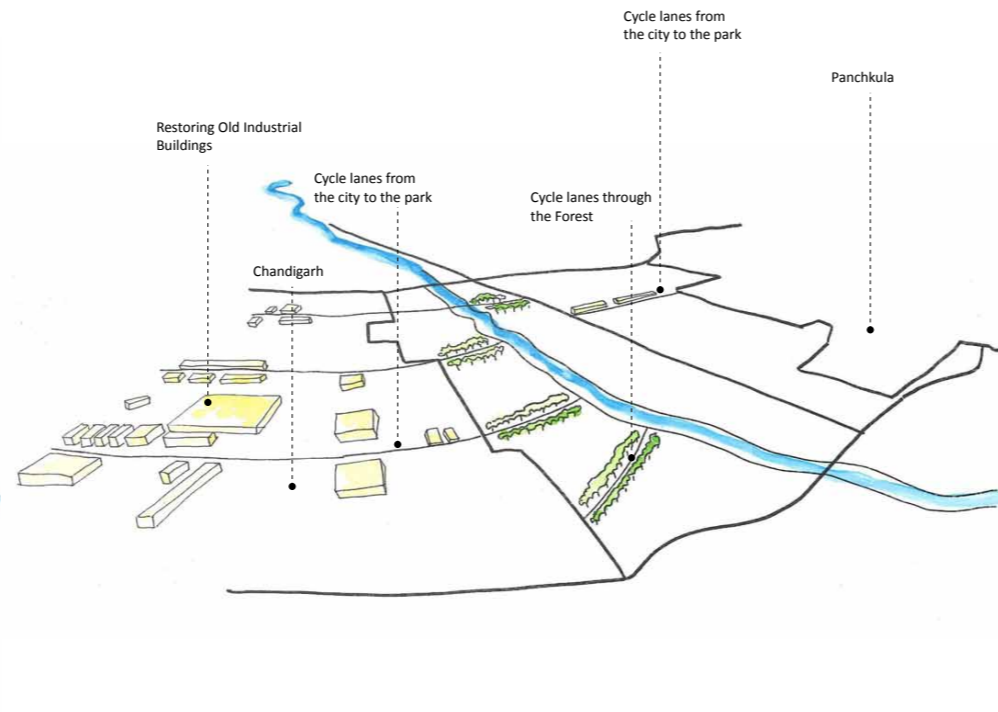 Cycle lanes from
the city to the park
Panchkula
Restoring Old Industrial
Buildings
Cycle lanes from
the city to the park
Cycle lanes through
the Forest
Chandigarh